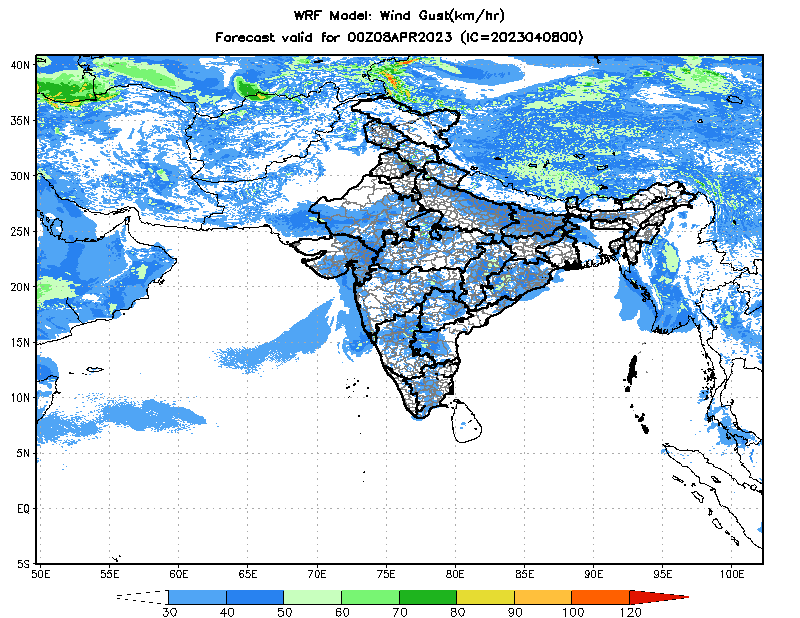 WRF Model: Wind Gust(km/hr)
Forecast valid for 00Z08APR2023 (IC=2023040800)
40N
35N
30N
25N
20N
15N
10N
5N
EQ
5S
50E 55E 60E 65E 70E 75E 80E 85E 90E 95E 100E
30 40 50 60 70 80 90 100 120